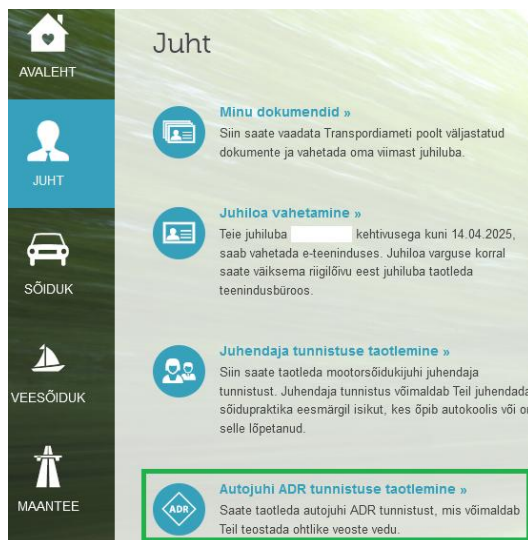 Juht
AVALEHT
JUHT
SÕIDUK
VEESÕIDUK
MAANTEE
Minu dokumendid »
Siin saate vaadata Transpordiameti poolt väljastatud
dokumente ja vahetada oma viimast juhiluba.
Juhiloa vahetamine »
Teie juhiluba kehtivusega kuni 14.04.2025,
saab vahetada e-teeninduses. Juhiloa varguse korral
saate väiksema riigilõivu eest juhiluba taotleda
teenindusbüroos.
Juhendaja tunnistuse taotlemine »
Siin saate taotleda mootorsõidukijuhi juhendaja
tunnistust. Juhendaja tunnistus võimaldab Teil juhendada
sõidupraktika eesmärgil isikut, kes õpib autokoolis või on
selle lõpetanud.
Autojuhi ADR tunnistuse taotlemine »
ADR
Saate taotleda autojuhi ADR tunnistust, mis võimaldab
Teil teostada ohtlike veoste vedu.